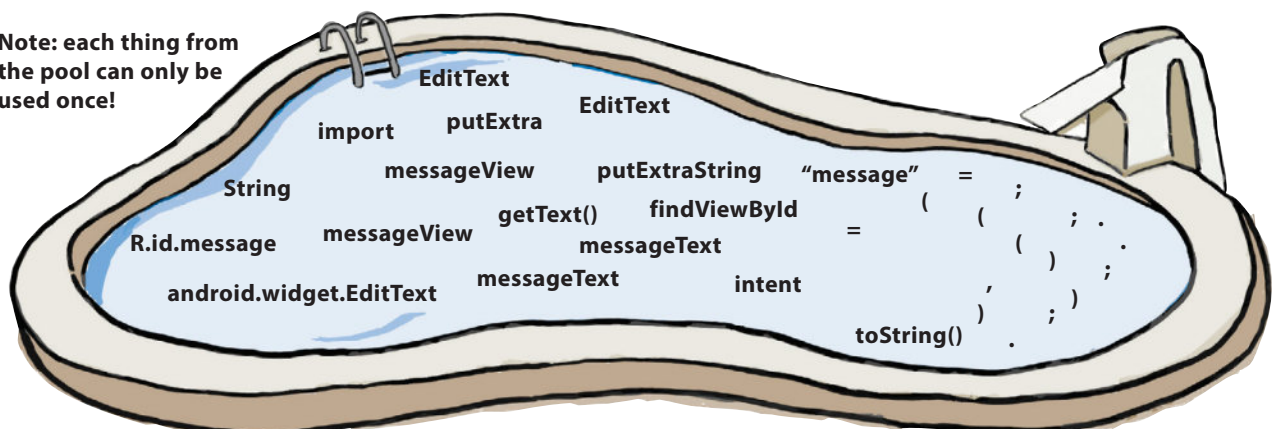 Note: each thing from
the pool can only be
used once!
EditText
EditText
import
putExtra
messageView
putExtraString
“message”
=
;
String
(
getText()
findViewById
(
;
.
R.id.message
messageView
=
messageText
(
.
)
messageText
intent
;
android.widget.EditText
,
)
)
;
toString()
.